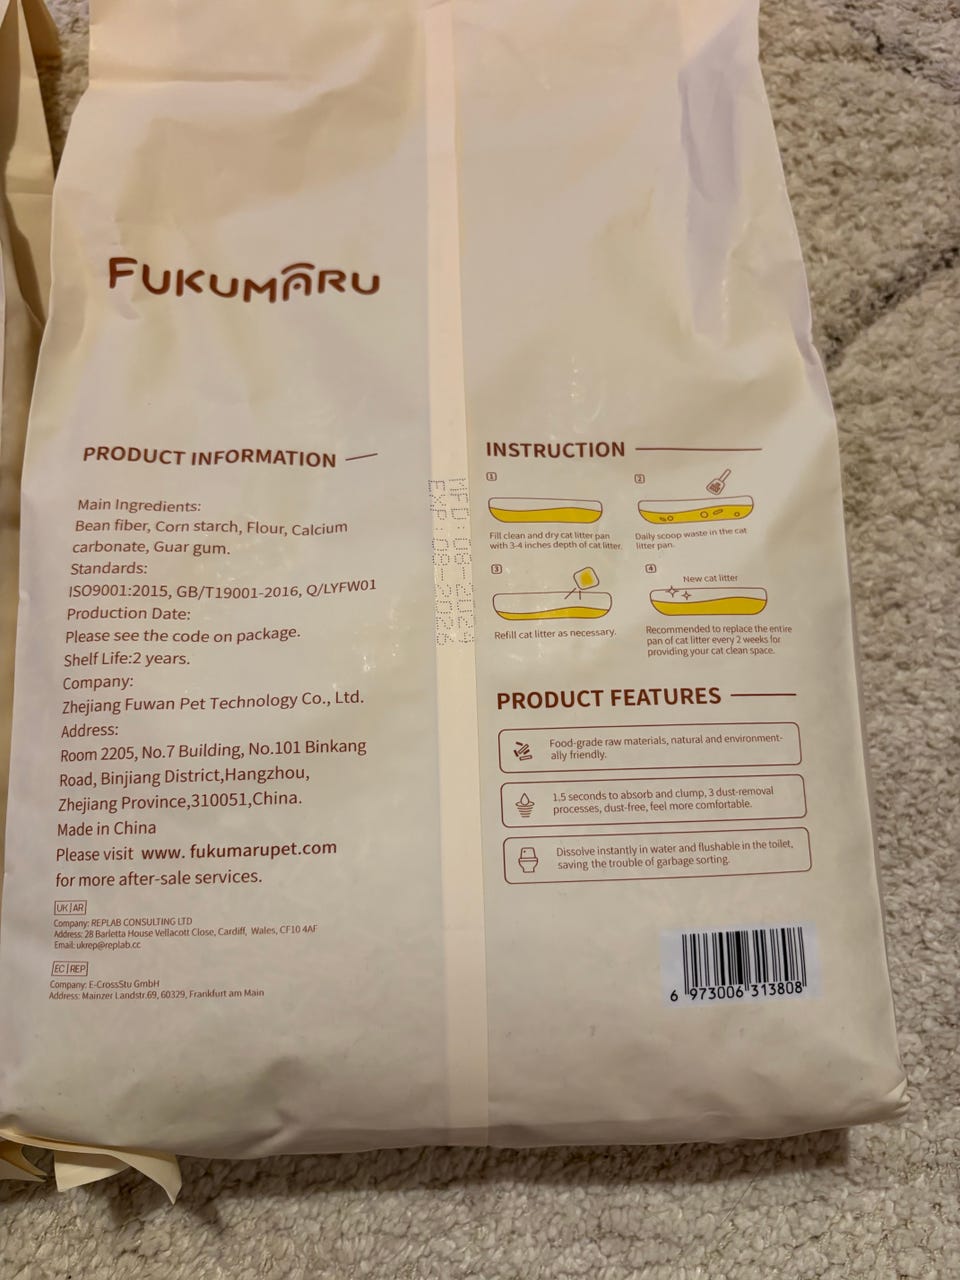 FUKUMARU
PRODUCT INFORMATION
Main Ingredients:
Bean fiber, Corn starch, Flour, Calcium
carbonate, Guar gum.
Standards:
ISO9001:2015, GB/T19001-2016, Q/LYFW01
Production Date:
Please see the code on package.
Shelf Life:2 years.
Company:
Zhejiang Fuwan Pet Technology Co., Ltd.
Address:
Room 2205, No.7 Building, No.101 Binkang
Road, Binjiang District,Hangzhou,
Zhejiang Province,310051,China.
Made in China
Please visit www. fukumarupet.com
for more after-sale services.
UK|AR
Company: REPLAB CONSULTING LTD
Address: 28 Barletta House Vellacott Close, Cardiff, Wales, CF10 4AF
Email: ukrep@replab.cc
EC|REP
Company: E-CrossStu GmbH
Address: Mainzer Landstr.69, 60329, Frankfurt am Main
MFD: 08-2024
EXP: 08-2026
INSTRUCTION
1
Fill clean and dry cat litter pan
with 3-4 inches depth of cat litter.
2
Daily scoop waste in the cat
litter pan.
3
Refill cat litter as necessary.
4
New cat litter
Recommended to replace the entire
pan of cat litter every 2 weeks for
providing your cat clean space.
PRODUCT FEATURES
Food-grade raw materials, natural and environment-
ally friendly.
1.5 seconds to absorb and clump, 3 dust-removal
processes, dust-free, feel more comfortable.
Dissolve instantly in water and flushable in the toilet,
saving the trouble of garbage sorting.
6 973006 313808